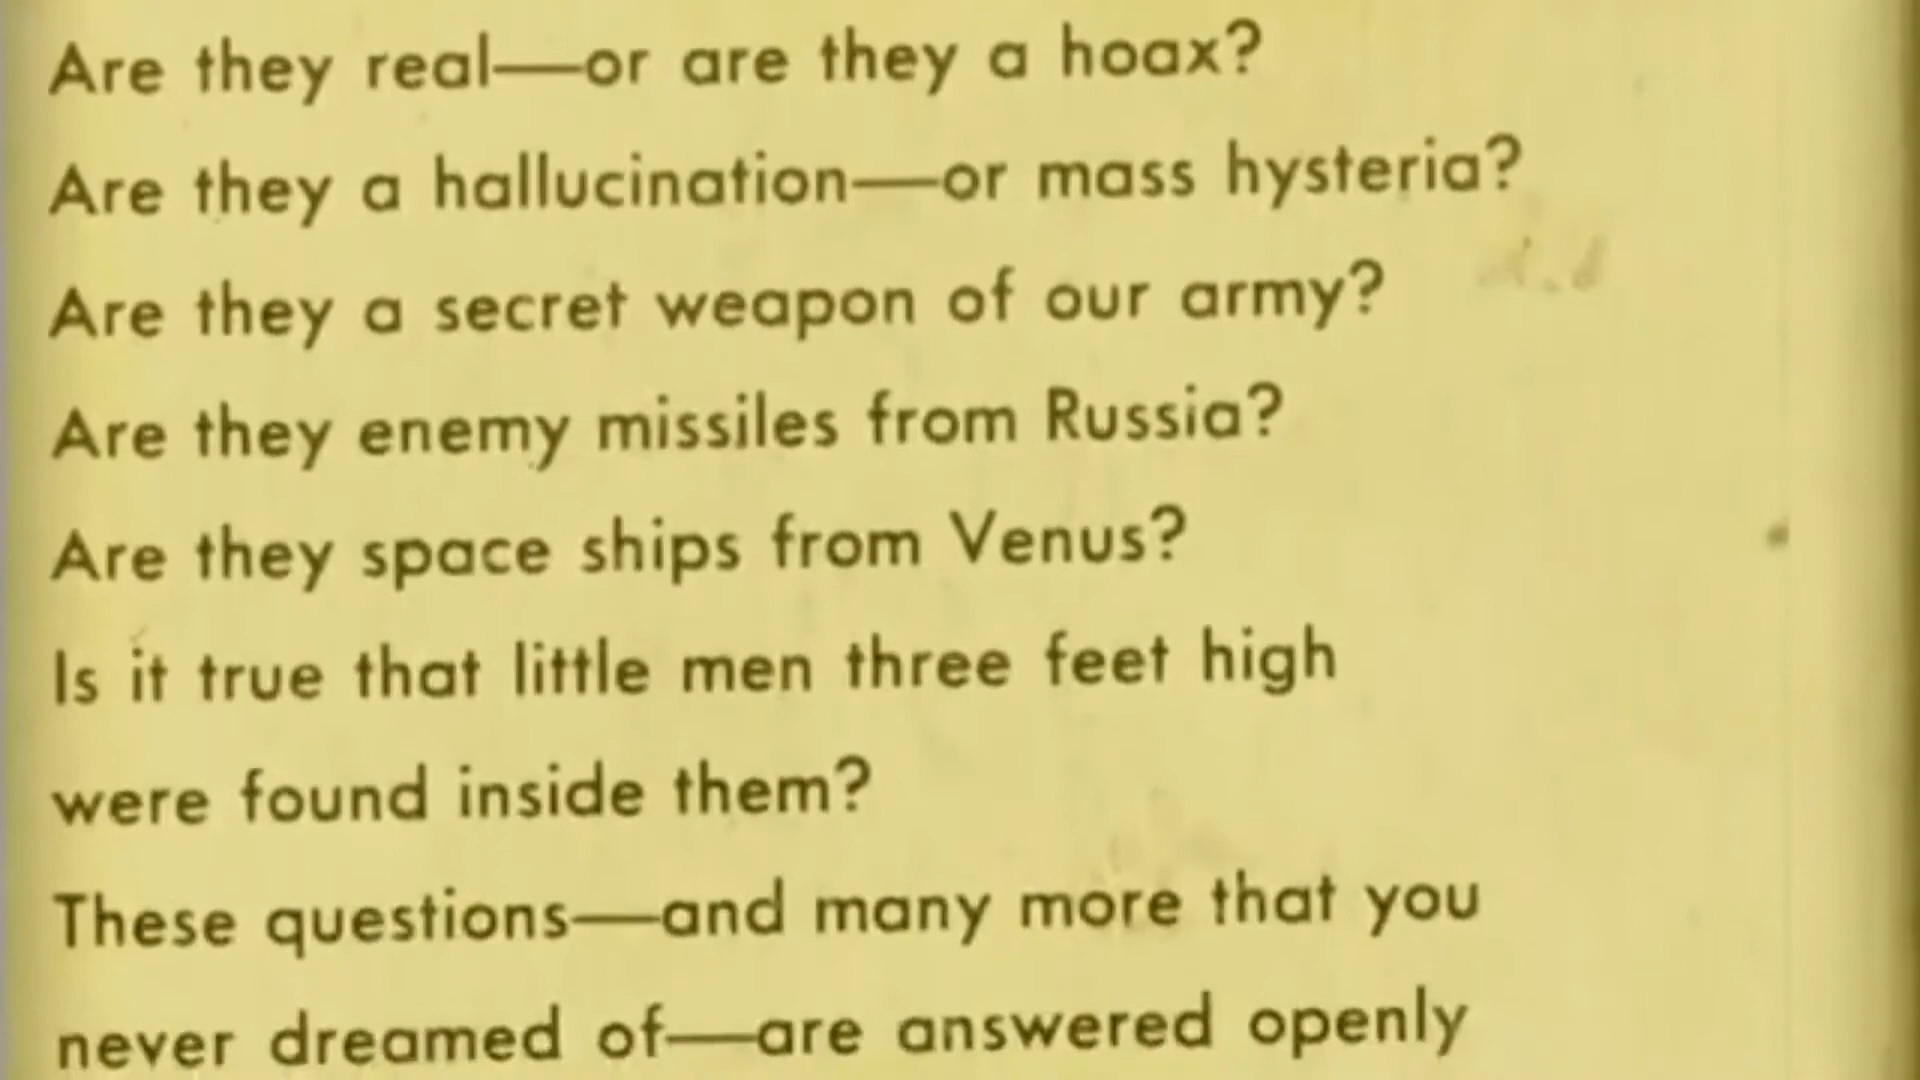 Are they real—or are they a hoax?
Are they a hallucination—or mass hysteria?
Are they a secret weapon of our army?
Are they enemy missiles from Russia?
Are they space ships from Venus?
Is it true that little men three feet high
were found inside them?
These questions—and many more that you
never dreamed of—are answered openly